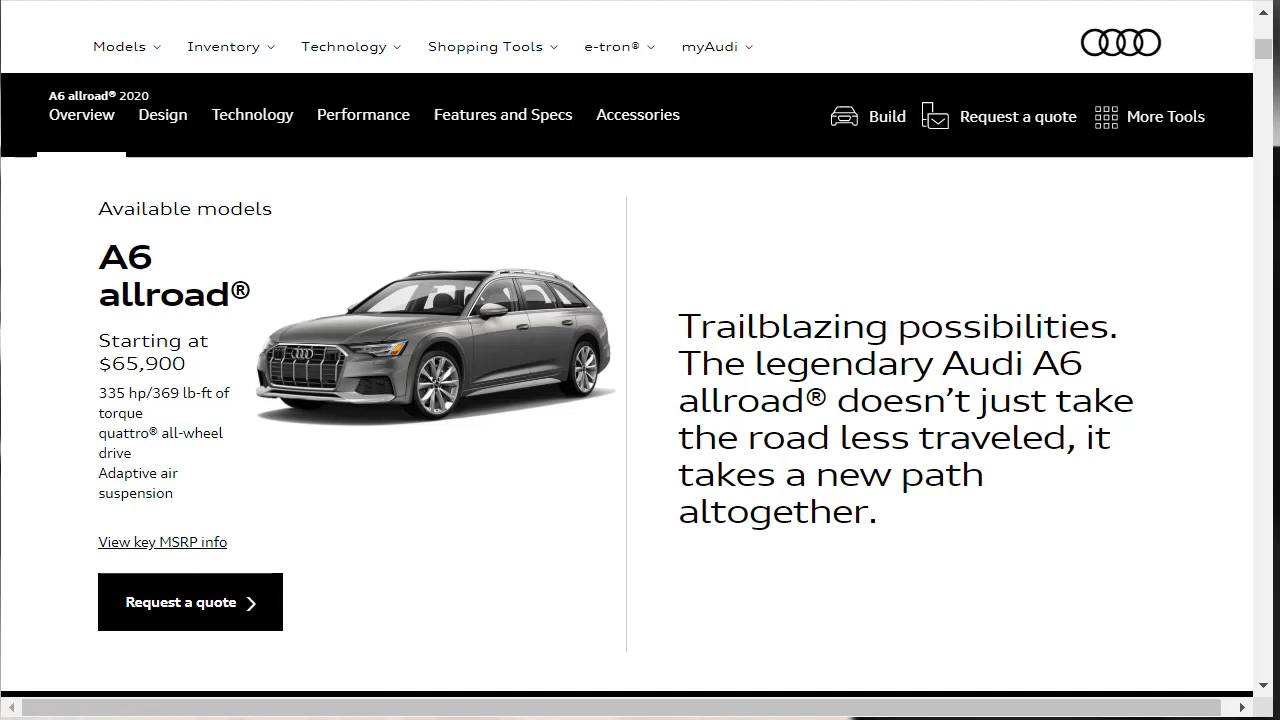 Models Inventory Technology Shopping Tools e-tron® myAudi
A6 allroad® 2020
Overview Design Technology Performance Features and Specs Accessories Build Request a quote More Tools
Available models
A6
allroad®
Starting at
$65,900
335 hp/369 lb-ft of
torque
quattro® all-wheel
drive
Adaptive air
suspension
View key MSRP info
Request a quote
Trailblazing possibilities.
The legendary Audi A6
allroad® doesn’t just take
the road less traveled, it
takes a new path
altogether.